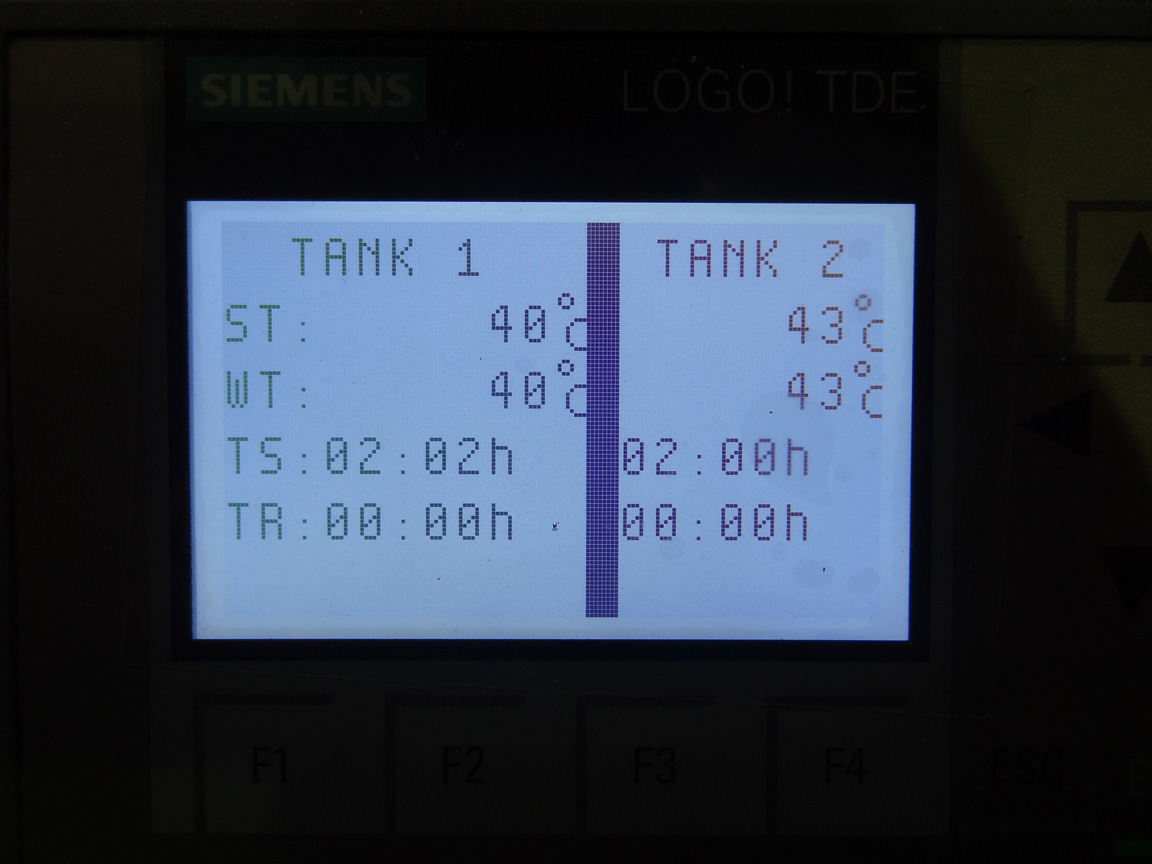 SIEMENS LOGO! TDE
TANK 1 TANK 2
ST: 40°C 43°C
WT: 40°C 43°C
TS:02:02h 02:00h
TR:00:00h 00:00h
F1 F2 F3 F4 ESC